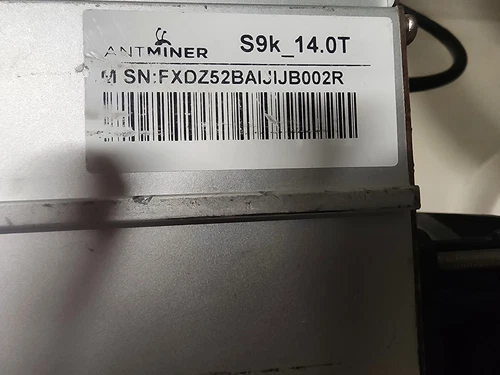 ANTMINER S9k_14.0T
M SN:FXDZ52BAIJIJB002R